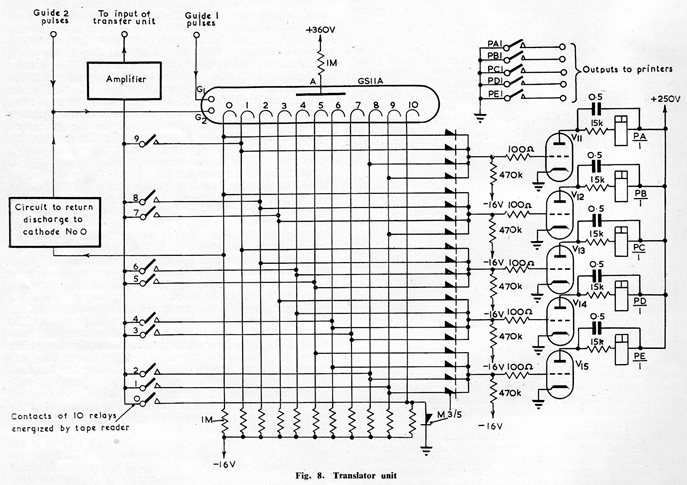 Guide 2 pulses
To input of transfer unit
Guide 1 pulses
+360V
1M
A
GS11A
Amplifier
G1
G2
0 1 2 3 4 5 6 7 8 9 10
PA1
PB1
PC1
PD1
PE1
Outputs to printers
+250V
0·5
15k
PA
1
V11
100Ω
470k
-16V
0·5
15k
PB
1
V12
100Ω
470k
-16V
0·5
15k
PC
1
V13
100Ω
470k
-16V
0·5
15k
PD
1
V14
100Ω
470k
-16V
0·5
15k
PE
1
V15
100Ω
470k
-16V
9
8
7
6
5
4
3
2
1
0
Circuit to return discharge to cathode No 0
Contacts of 10 relays energized by tape reader
1M
M3/5
-16V
Fig. 8. Translator unit